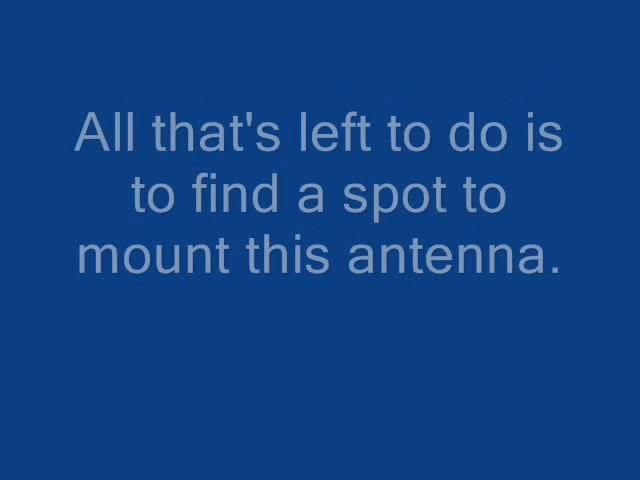 All that's left to do is
to find a spot to
mount this antenna.